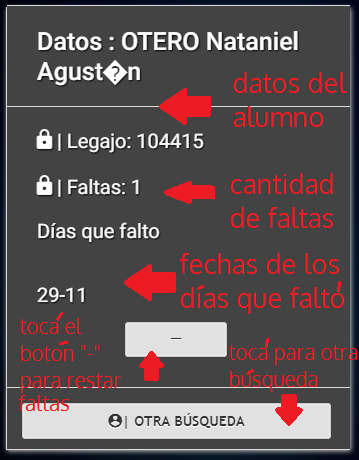 Datos : OTERO Nataniel
Agust�n
datos del
alumno
| Legajo: 104415
| Faltas: 1
cantidad
de faltas
Días que falto
fechas de los
días que faltó
29-11
tocá el
botón "-"
para restar
faltas
—
tocá para otra
búsqueda
| OTRA BÚSQUEDA